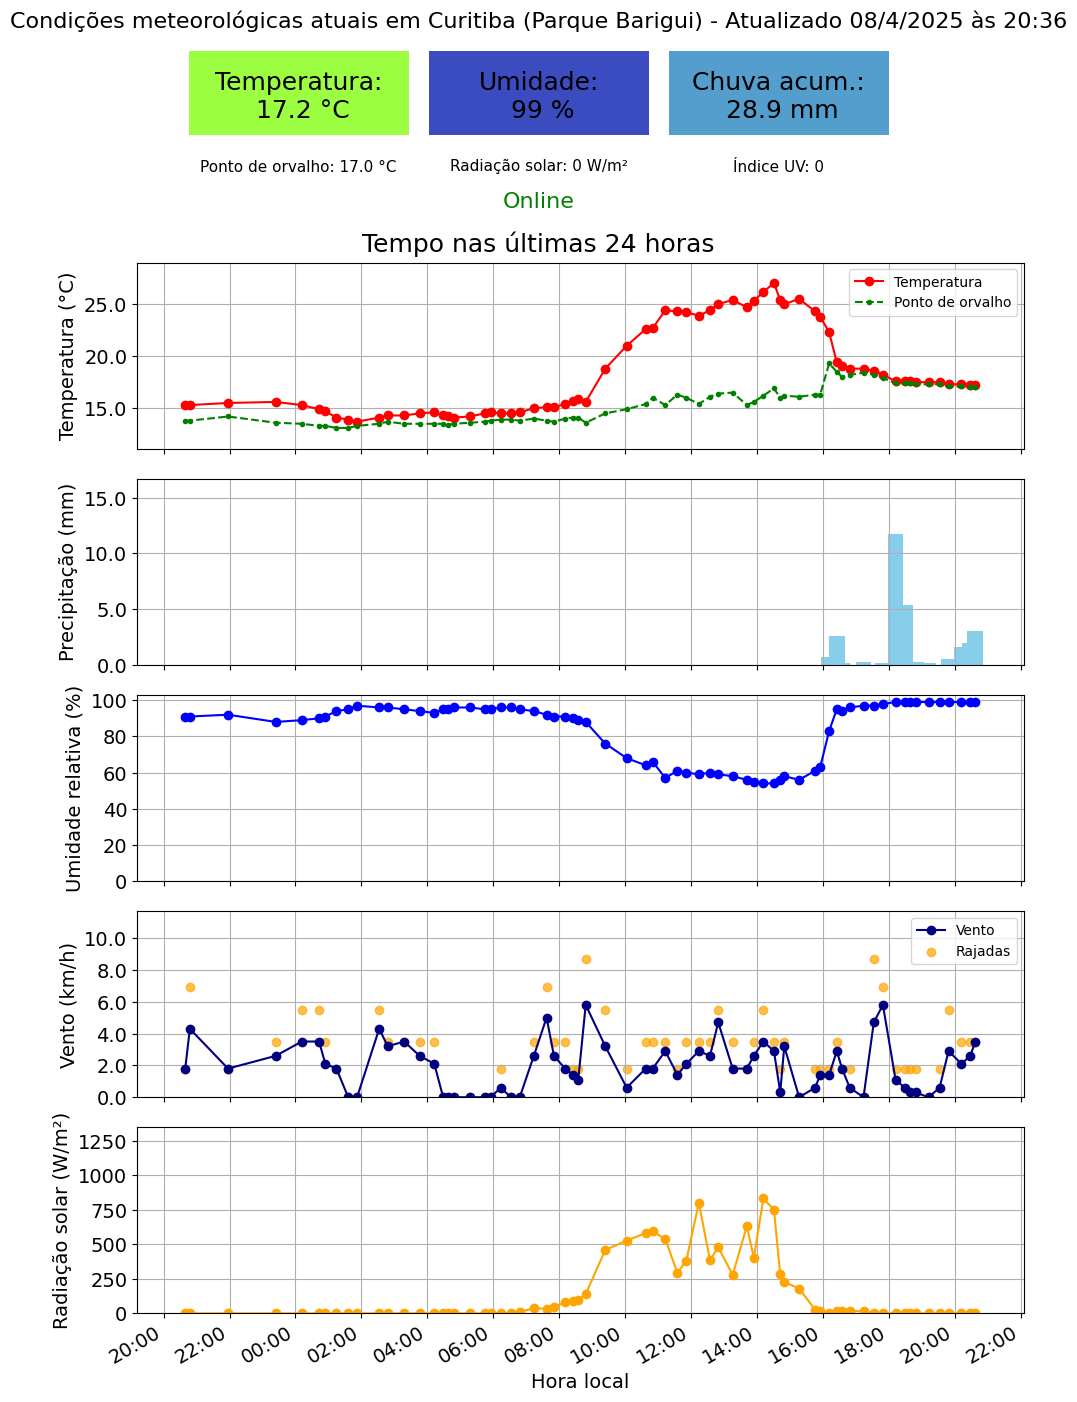 Condições meteorológicas atuais em Curitiba (Parque Barigui) - Atualizado 08/4/2025 às 20:36
Temperatura:
17.2 °C
Umidade:
99 %
Chuva acum.:
28.9 mm
Ponto de orvalho: 17.0 °C
Radiação solar: 0 W/m²
Índice UV: 0
Online
Tempo nas últimas 24 horas
Temperatura (°C)
25.0
20.0
15.0
Temperatura
Ponto de orvalho
Precipitação (mm)
15.0
10.0
5.0
0.0
Umidade relativa (%)
100
80
60
40
20
0
Vento (km/h)
10.0
8.0
6.0
4.0
2.0
0.0
Vento
Rajadas
Radiação solar (W/m²)
1250
1000
750
500
250
0
20:00
22:00
00:00
02:00
04:00
06:00
08:00
10:00
12:00
14:00
16:00
18:00
20:00
22:00
Hora local